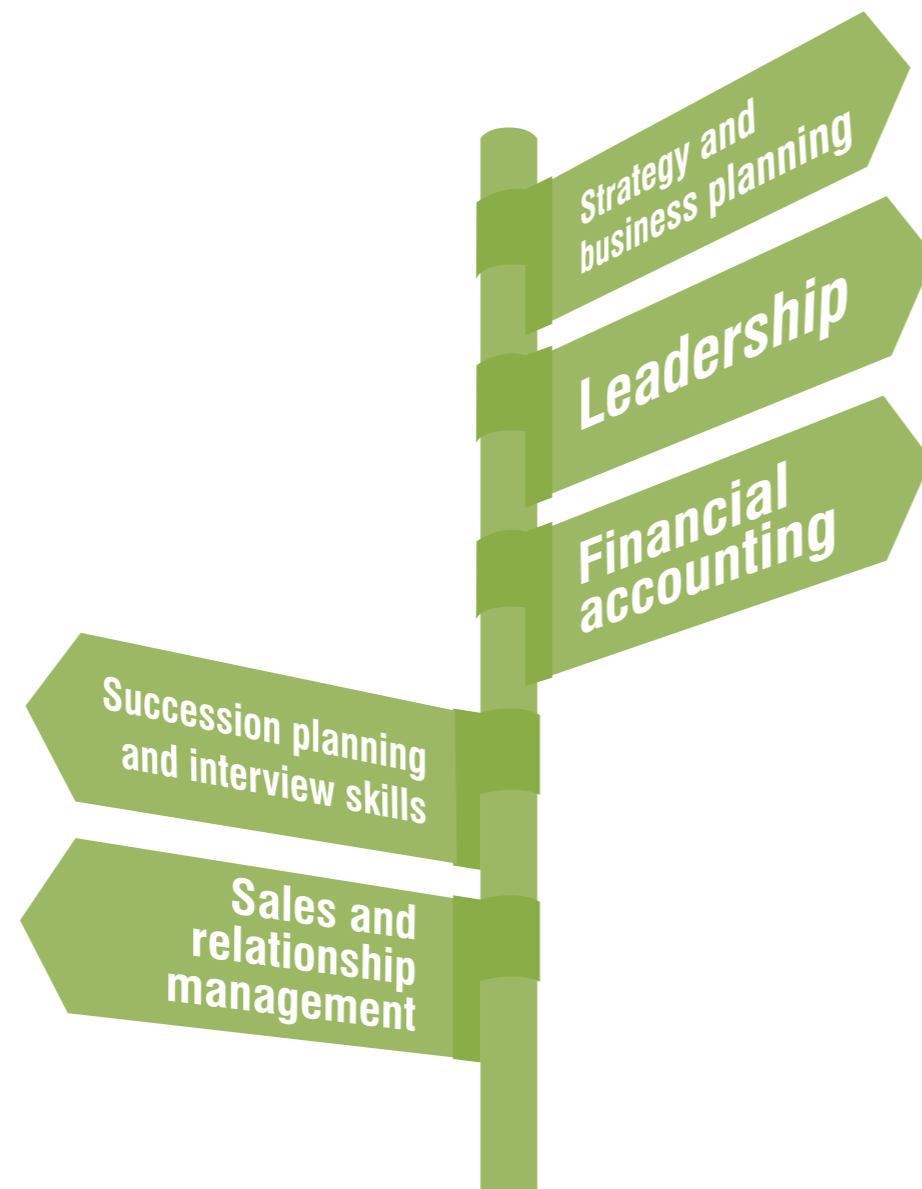 Strategy and
business planning
Leadership
Financial
accounting
Succession planning
and interview skills
Sales and
relationship
management